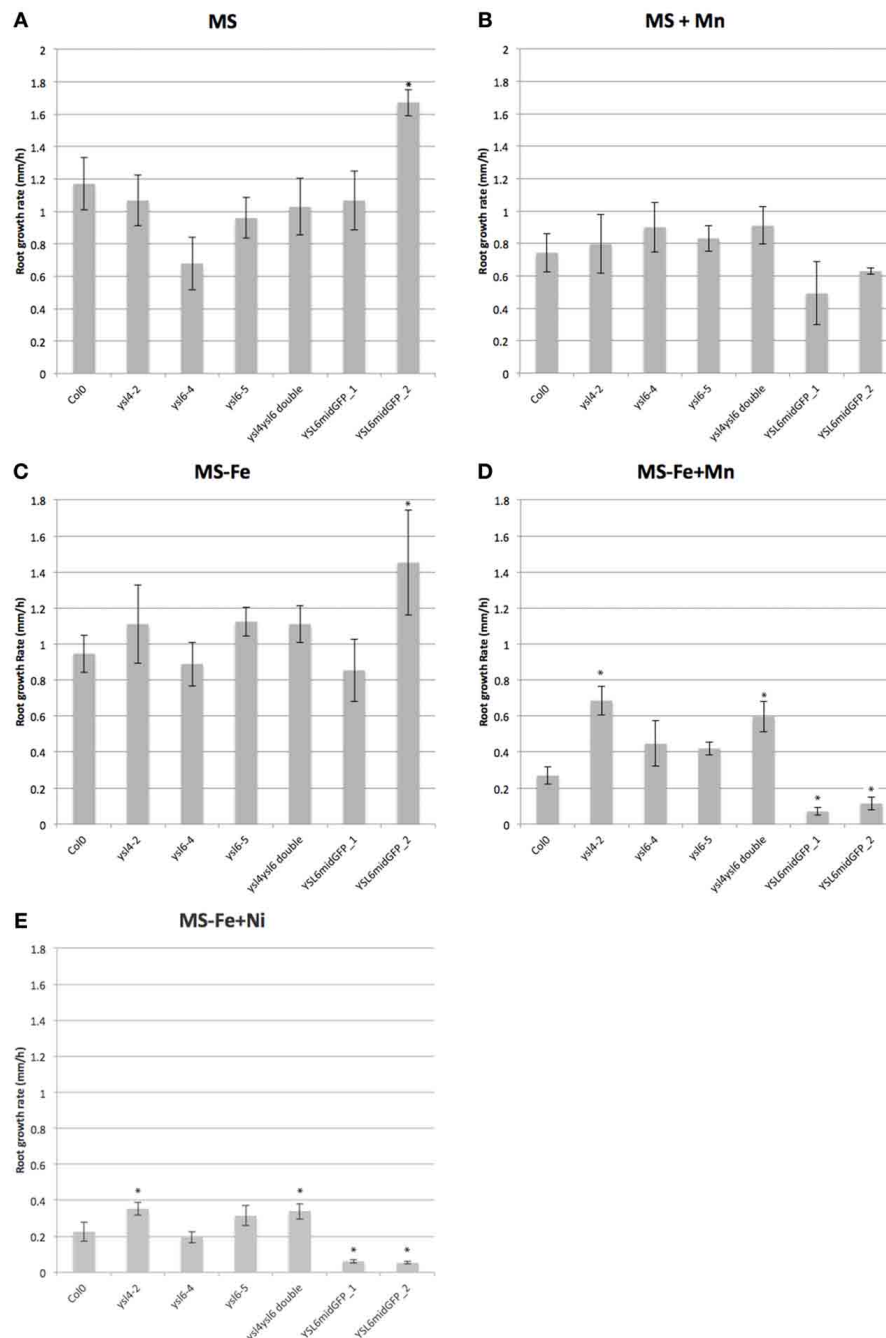 A
MS
Root growth rate (mm/h)
2
1.8
1.6
1.4
1.2
1
0.8
0.6
0.4
0.2
0
*
Col0
ysl4-2
ysl6-4
ysl6-5
ysl4ysl6 double
YSL6midGFP_1
YSL6midGFP_2
B
MS + Mn
Root growth rate (mm/h)
2
1.8
1.6
1.4
1.2
1
0.8
0.6
0.4
0.2
0
Col0
ysl4-2
ysl6-4
ysl6-5
ysl4ysl6 double
YSL6midGFP_1
YSL6midGFP_2
C
MS-Fe
Root growth Rate (mm/h)
1.8
1.6
1.4
1.2
1
0.8
0.6
0.4
0.2
0
*
Col0
ysl4-2
ysl6-4
ysl6-5
ysl4ysl6 double
YSL6midGFP_1
YSL6midGFP_2
D
MS-Fe+Mn
Root growth Rate (mm/h)
1.8
1.6
1.4
1.2
1
0.8
0.6
0.4
0.2
0
*
*
*
*
Col0
ysl4-2
ysl6-4
ysl6-5
ysl4ysl6 double
YSL6midGFP_1
YSL6midGFP_2
E
MS-Fe+Ni
Root growth rate (mm/h)
1.8
1.6
1.4
1.2
1
0.8
0.6
0.4
0.2
0
*
*
*
*
Col0
ysl4-2
ysl6-4
ysl6-5
ysl4ysl6 double
YSL6midGFP_1
YSL6midGFP_2